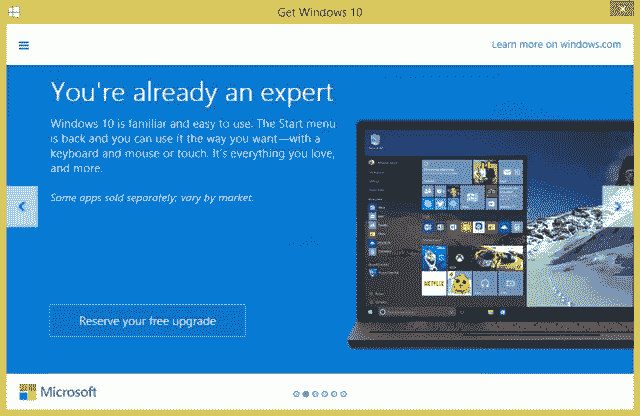 Get Windows 10
Learn more on windows.com
You're already an expert
Windows 10 is familiar and easy to use. The Start menu
is back and you can use it the way you want—with a
keyboard and mouse or touch. It's everything you love,
and more.
Some apps sold separately; vary by market.
NETFLIX
Reserve your free upgrade
Microsoft